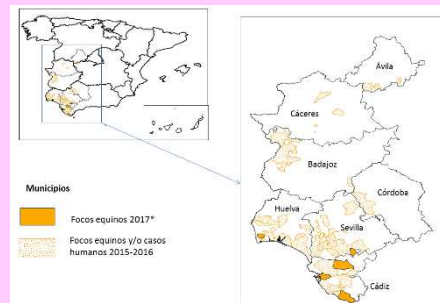 Ávila
Cáceres
Badajoz
Córdoba
Huelva
Sevilla
Cádiz
Municipios
Focos equinos 2017*
Focos equinos y/o casos
humanos 2015-2016